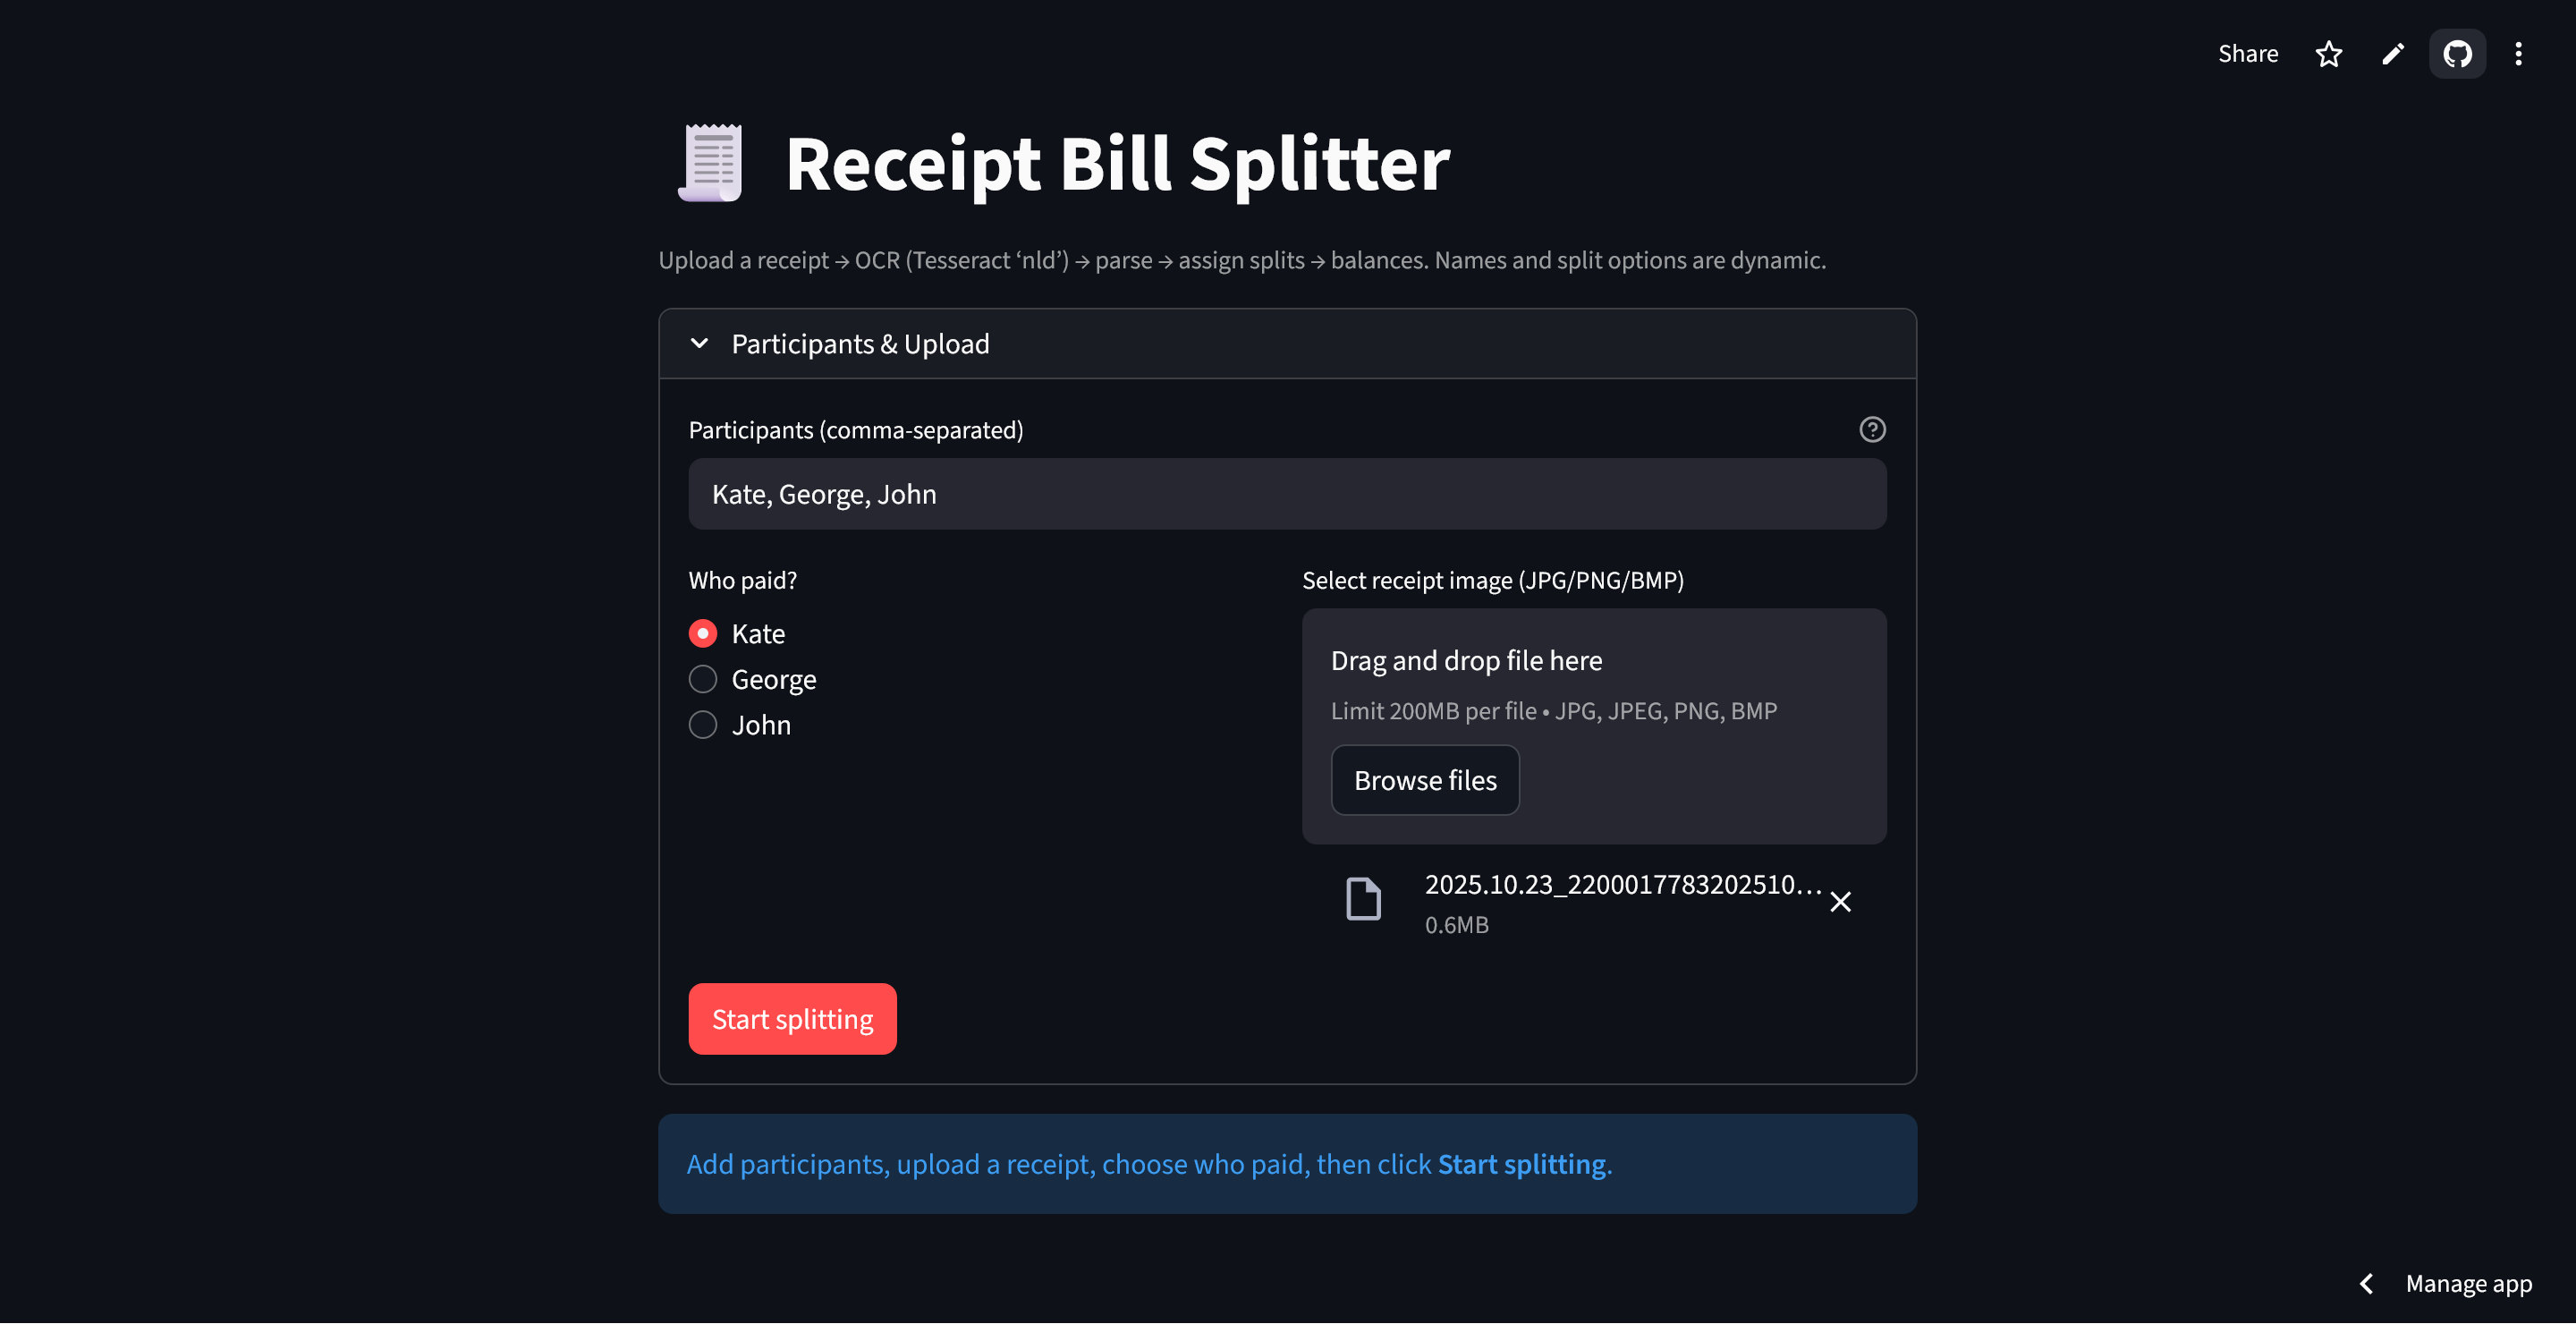 Share
Receipt Bill Splitter
Upload a receipt → OCR (Tesseract ‘nld’) → parse → assign splits → balances. Names and split options are dynamic.
Participants & Upload
Participants (comma-separated)
Kate, George, John
Who paid?
Kate
George
John
Select receipt image (JPG/PNG/BMP)
Drag and drop file here
Limit 200MB per file • JPG, JPEG, PNG, BMP
Browse files
2025.10.23_2200017783202510…
0.6MB
Start splitting
Add participants, upload a receipt, choose who paid, then click Start splitting.
Manage app